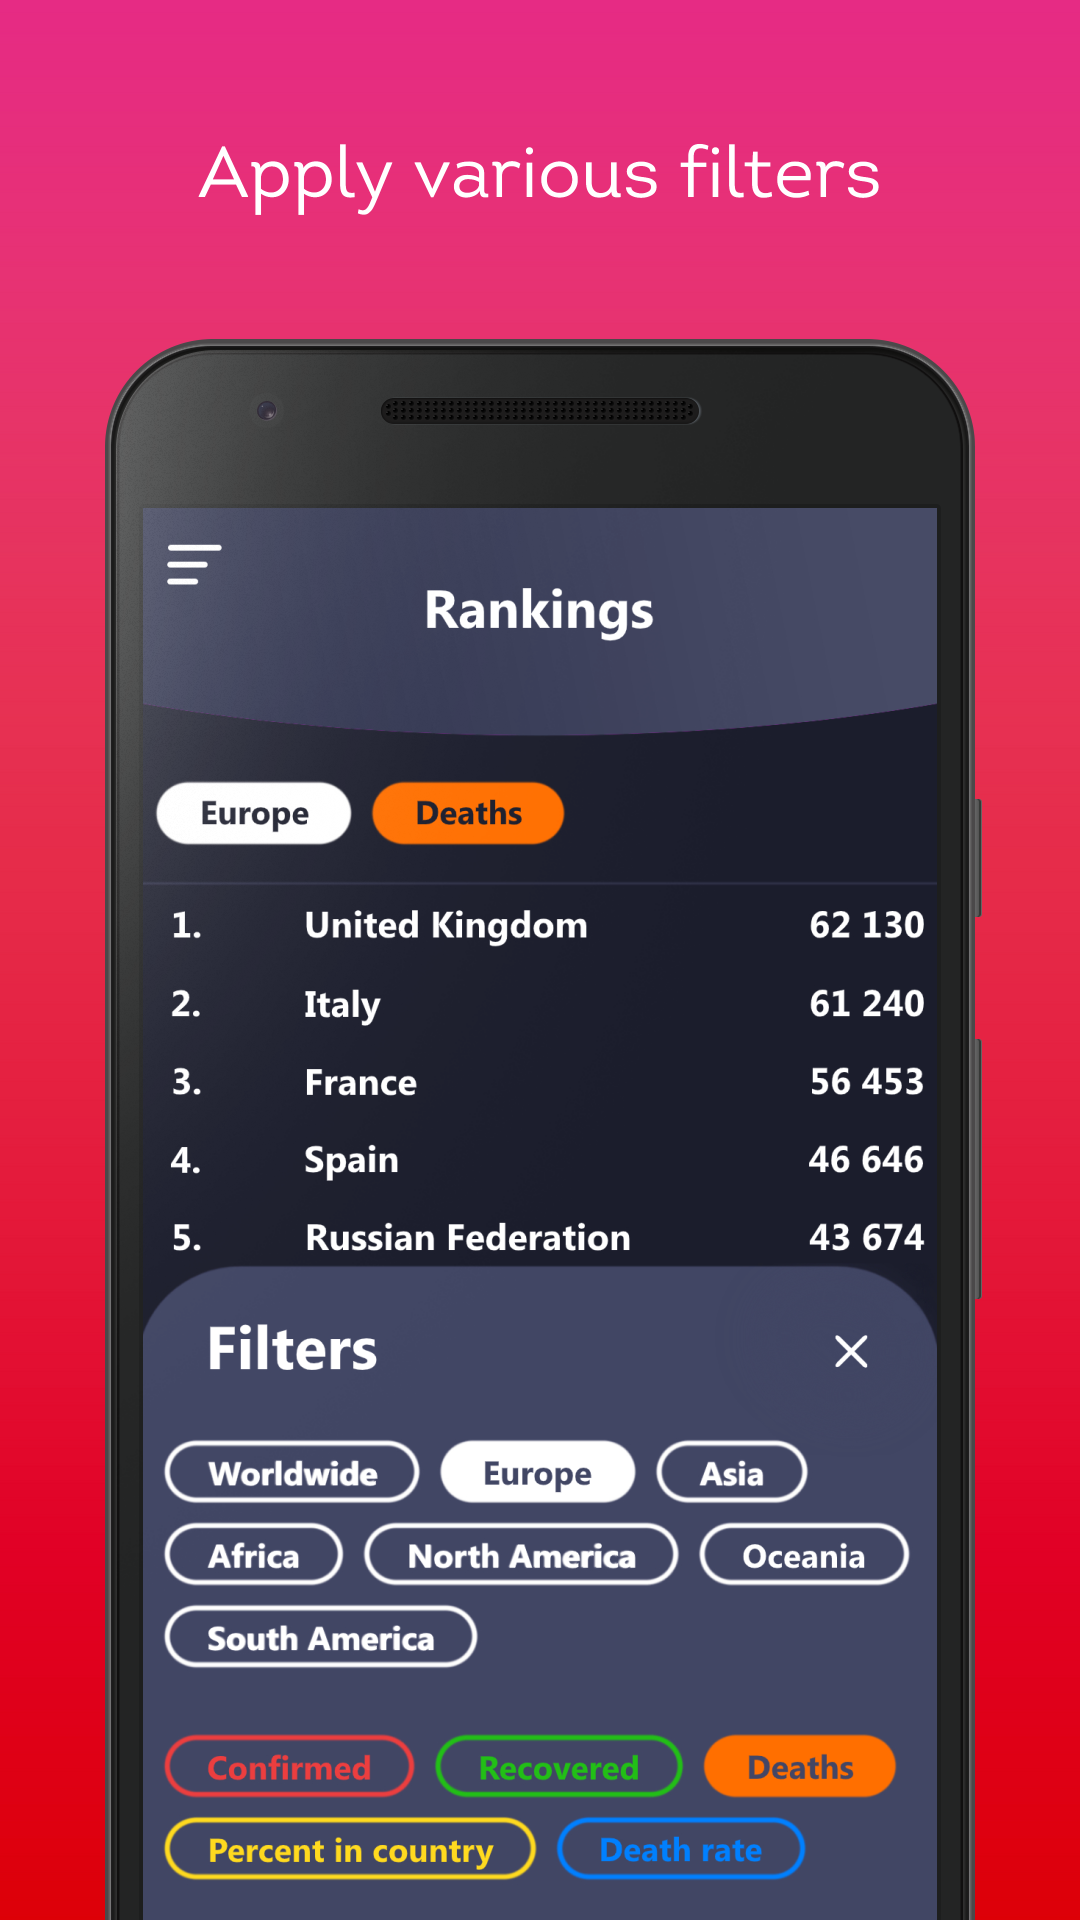 Apply various filters
Rankings
Europe Deaths
1. United Kingdom 62 130
2. Italy 61 240
3. France 56 453
4. Spain 46 646
5. Russian Federation 43 674
Filters
Worldwide Europe Asia
Africa North America Oceania
South America
Confirmed Recovered Deaths
Percent in country Death rate